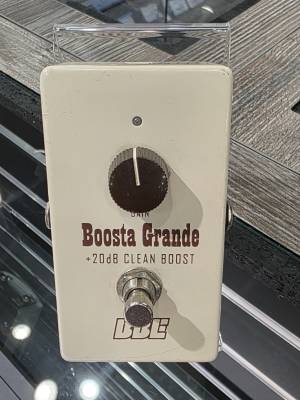 GAIN
Boosta Grande
+20dB CLEAN BOOST
BBE